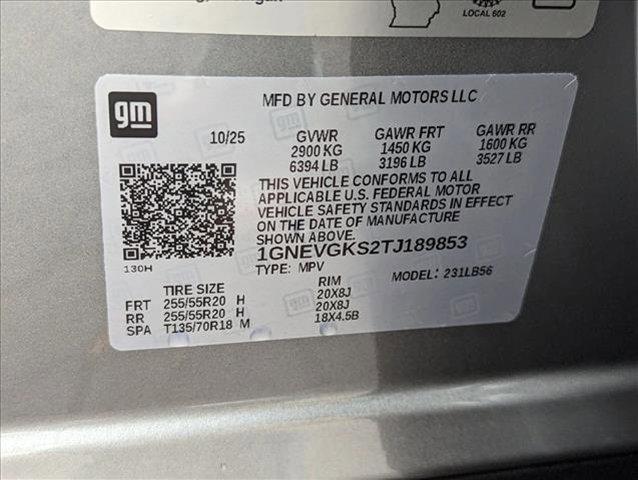 LOCAL 602
gm
MFD BY GENERAL MOTORS LLC
10/25 GVWR GAWR FRT GAWR RR
2900 KG 1450 KG 1600 KG
6394 LB 3196 LB 3527 LB
THIS VEHICLE CONFORMS TO ALL
APPLICABLE U.S. FEDERAL MOTOR
VEHICLE SAFETY STANDARDS IN EFFECT
ON THE DATE OF MANUFACTURE
SHOWN ABOVE.
1GNEVGKS2TJ189853
130H
TYPE: MPV MODEL: 231LB56
TIRE SIZE RIM
FRT 255/55R20 H 20X8J
RR 255/55R20 H 20X8J
SPA T135/70R18 M 18X4.5B